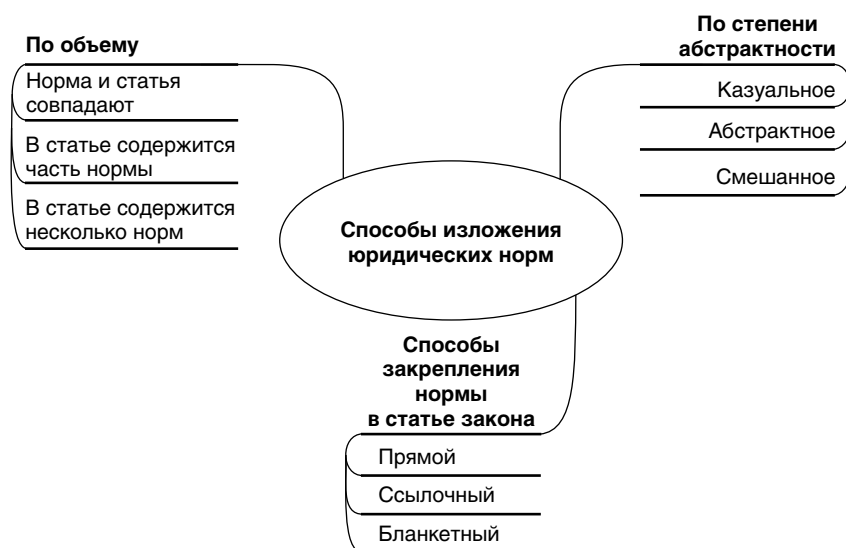 По объему
Норма и статья
совпадают
В статье содержится
часть нормы
В статье содержится
несколько норм
По степени
абстрактности
Казуальное
Абстрактное
Смешанное
Способы изложения
юридических норм
Способы
закрепления
нормы
в статье закона
Прямой
Ссылочный
Бланкетный